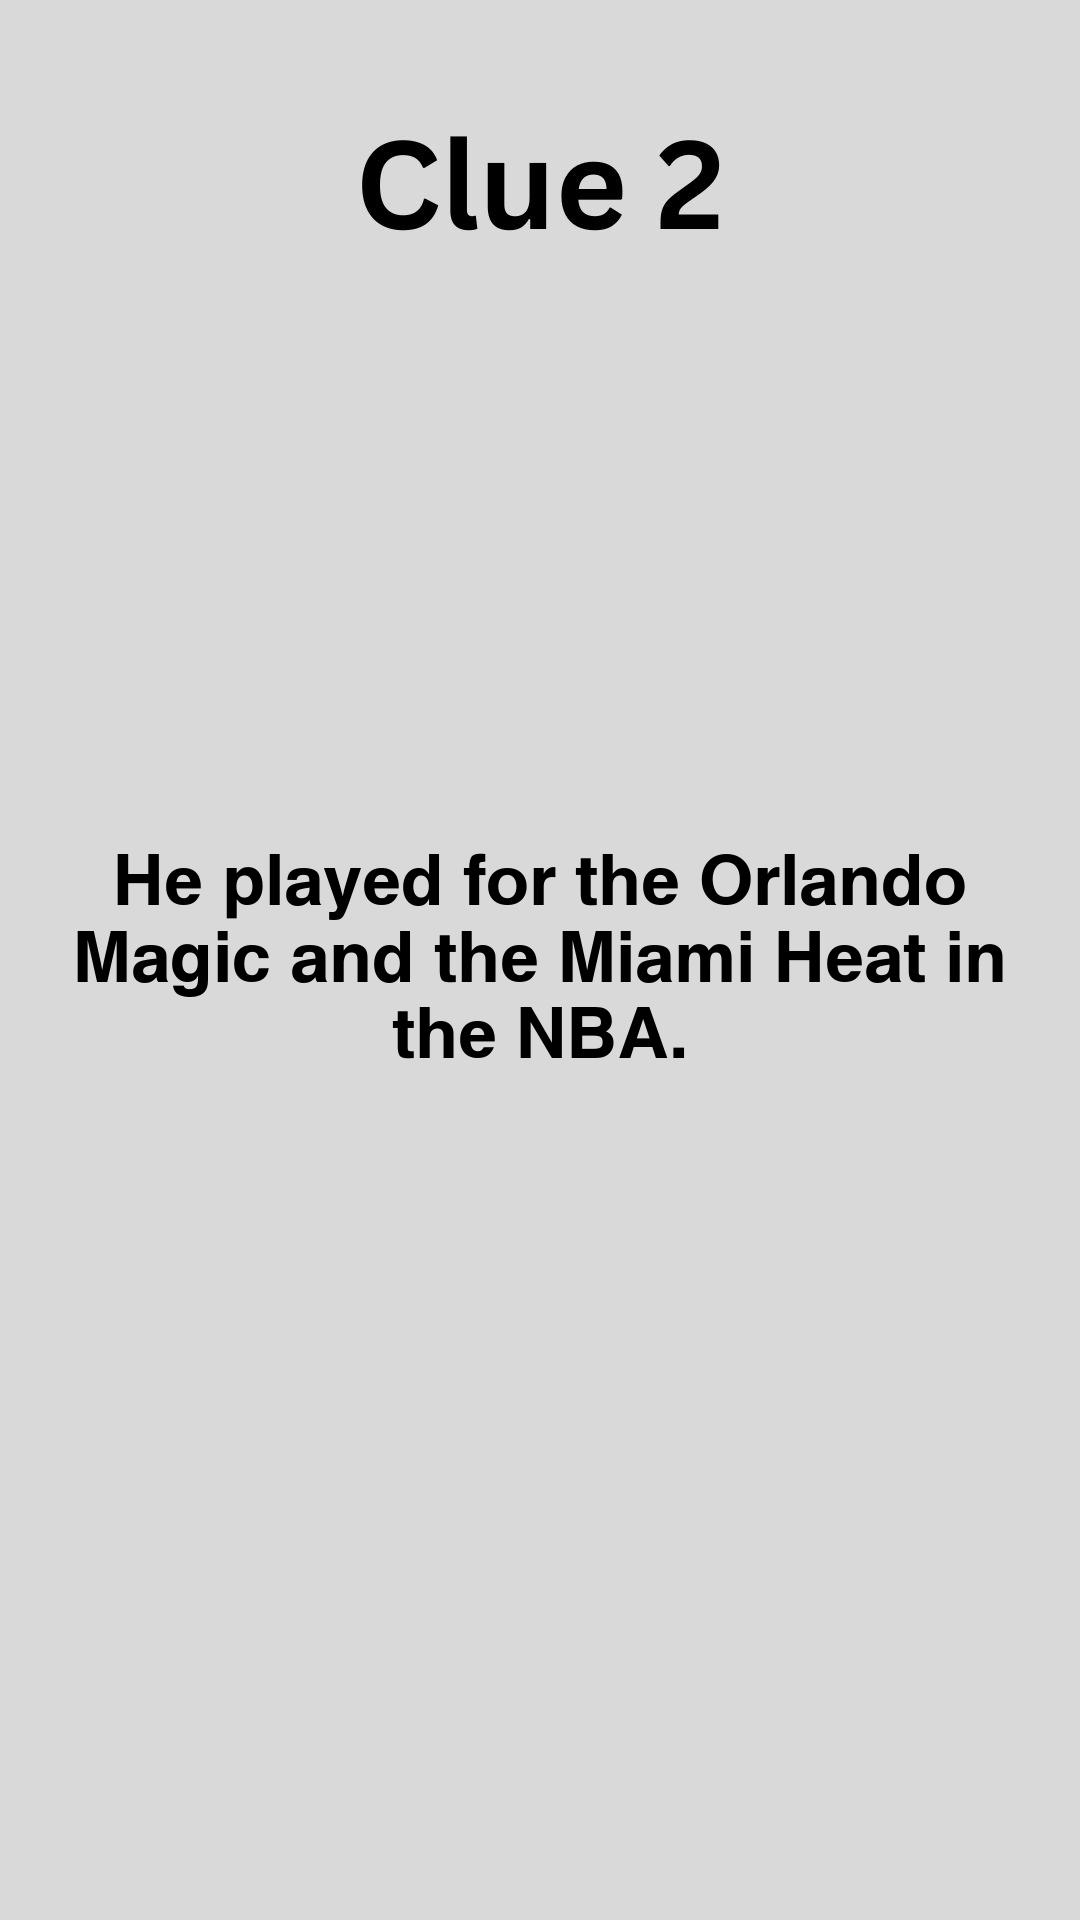 Clue 2
He played for the Orlando
Magic and the Miami Heat in
the NBA.